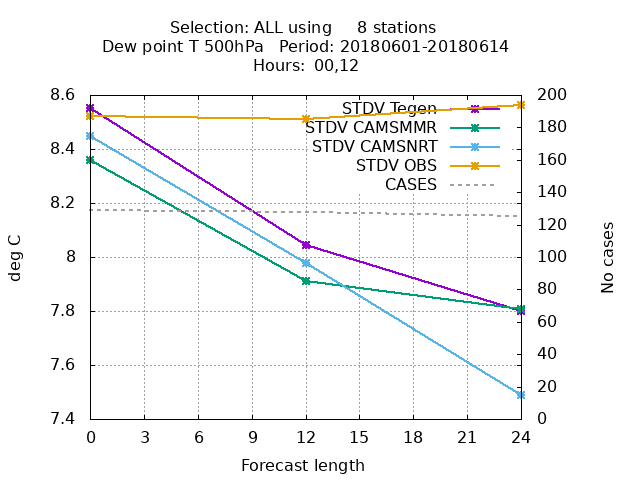 Selection: ALL using     8 stations
Dew point T 500hPa   Period: 20180601-20180614
Hours: 00,12
8.6
8.4
8.2
8
7.8
7.6
7.4
deg C
STDV Tegen
STDV CAMSMMR
STDV CAMSNRT
STDV OBS
CASES
200
180
160
140
120
100
80
60
40
20
0
No cases
0 3 6 9 12 15 18 21 24
Forecast length